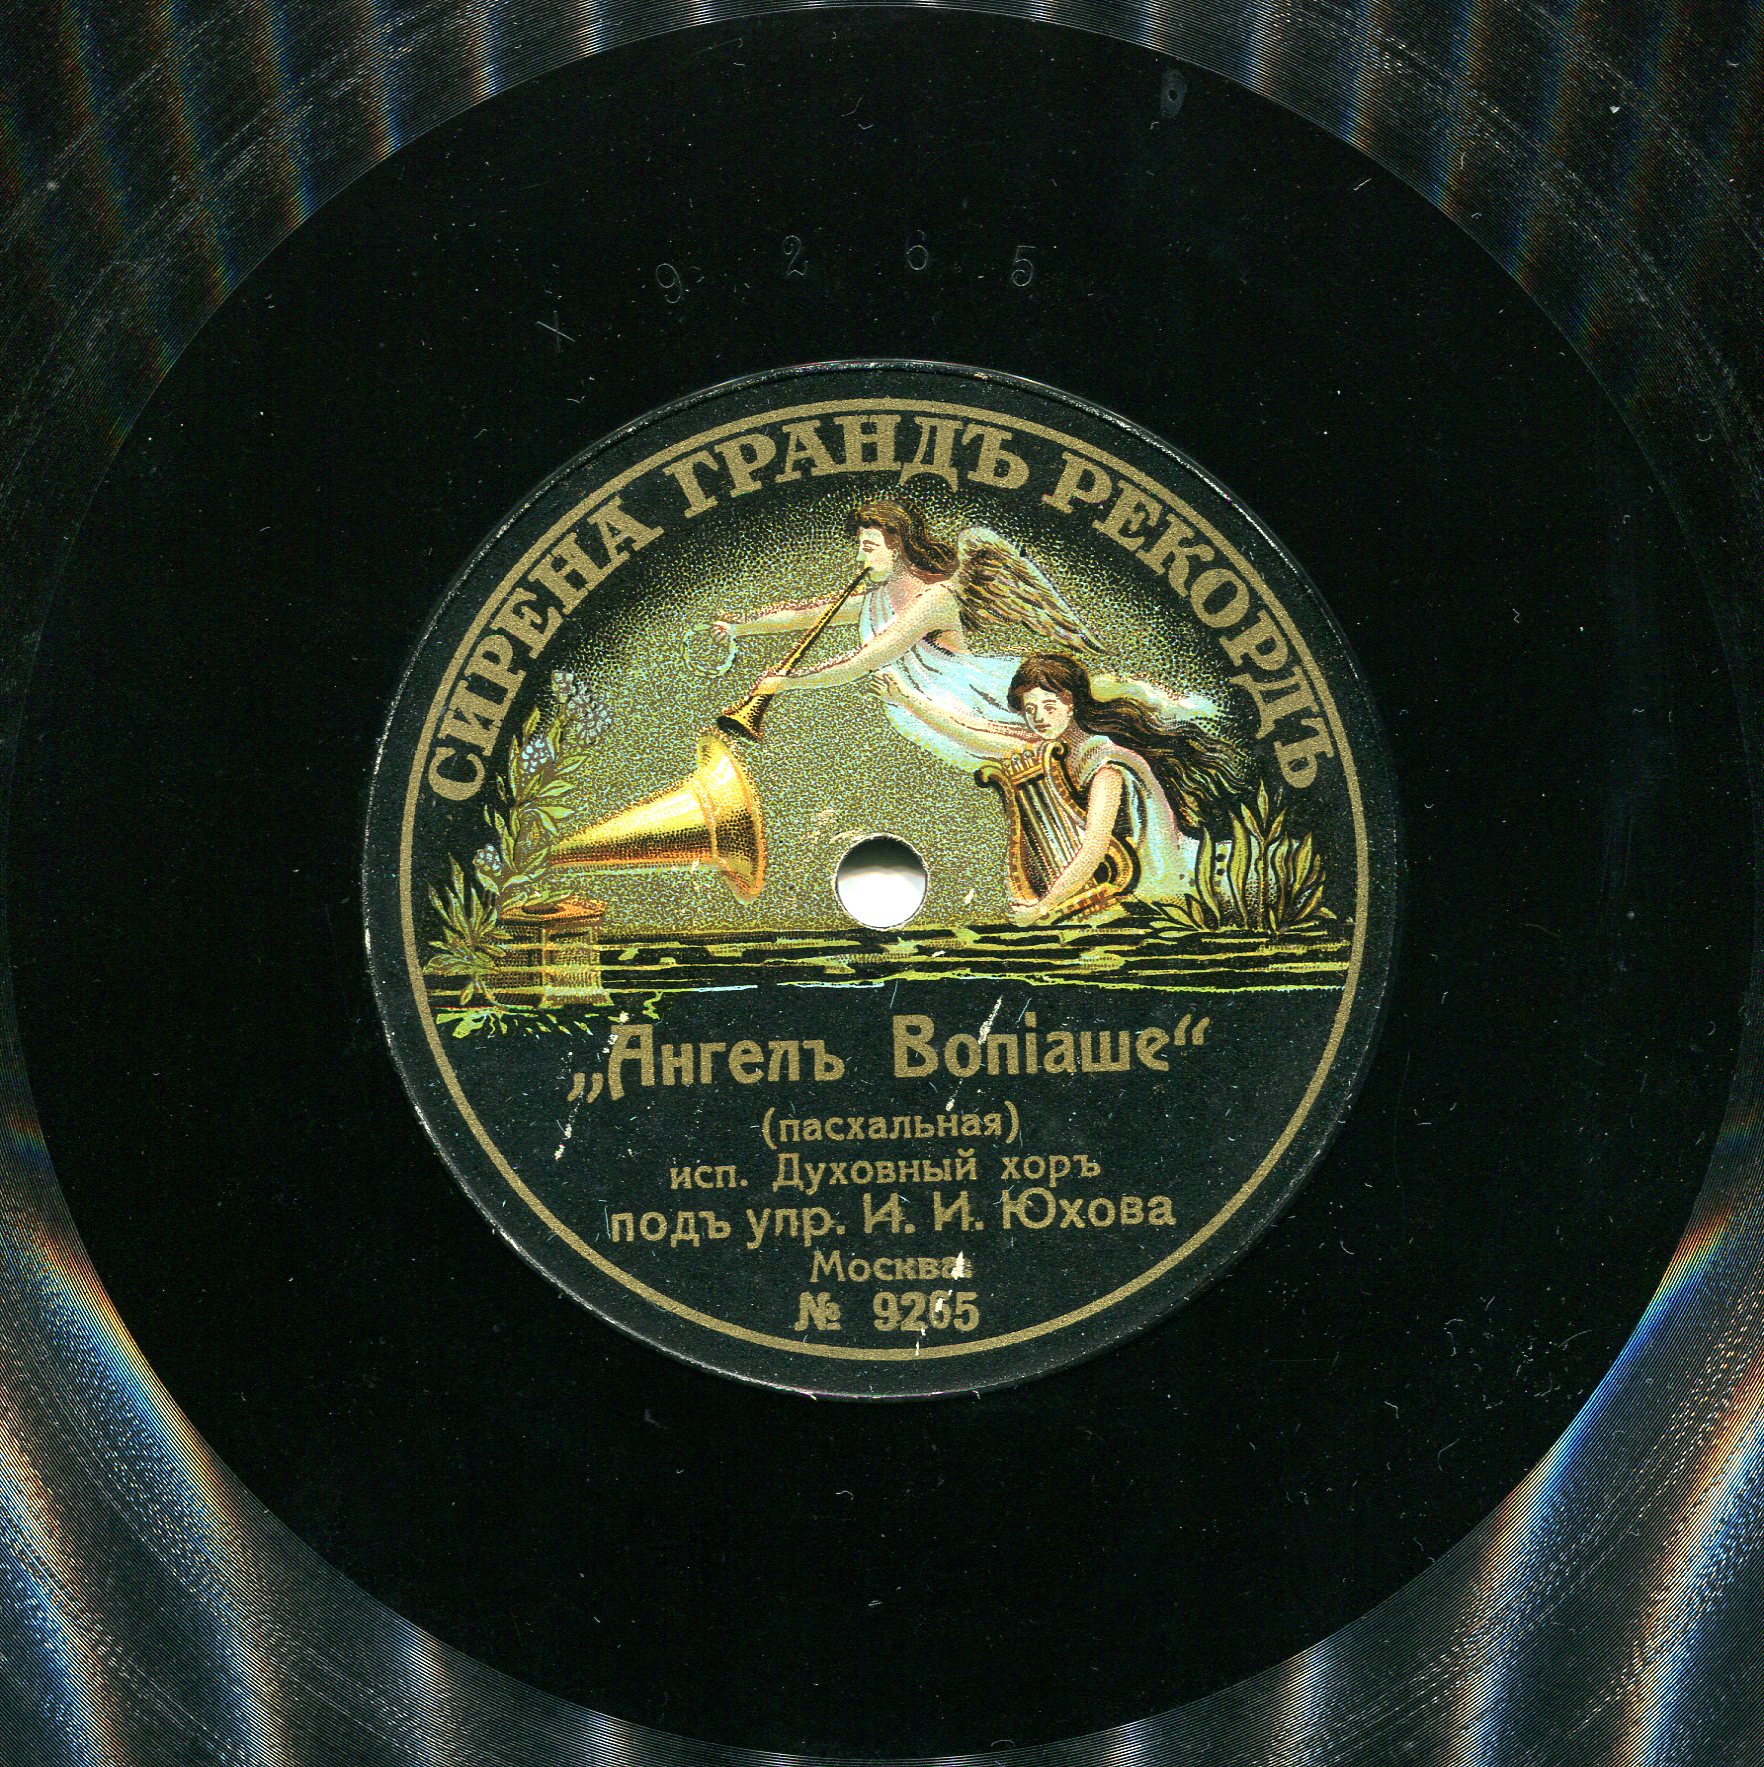 9265
СИРЕНА ГРАНДЪ РЕКОРДЪ
„Ангелъ Вопіаше“
(пасхальная)
исп. Духовный хоръ
подъ упр. И. И. Юхова
Москва.
№ 9265